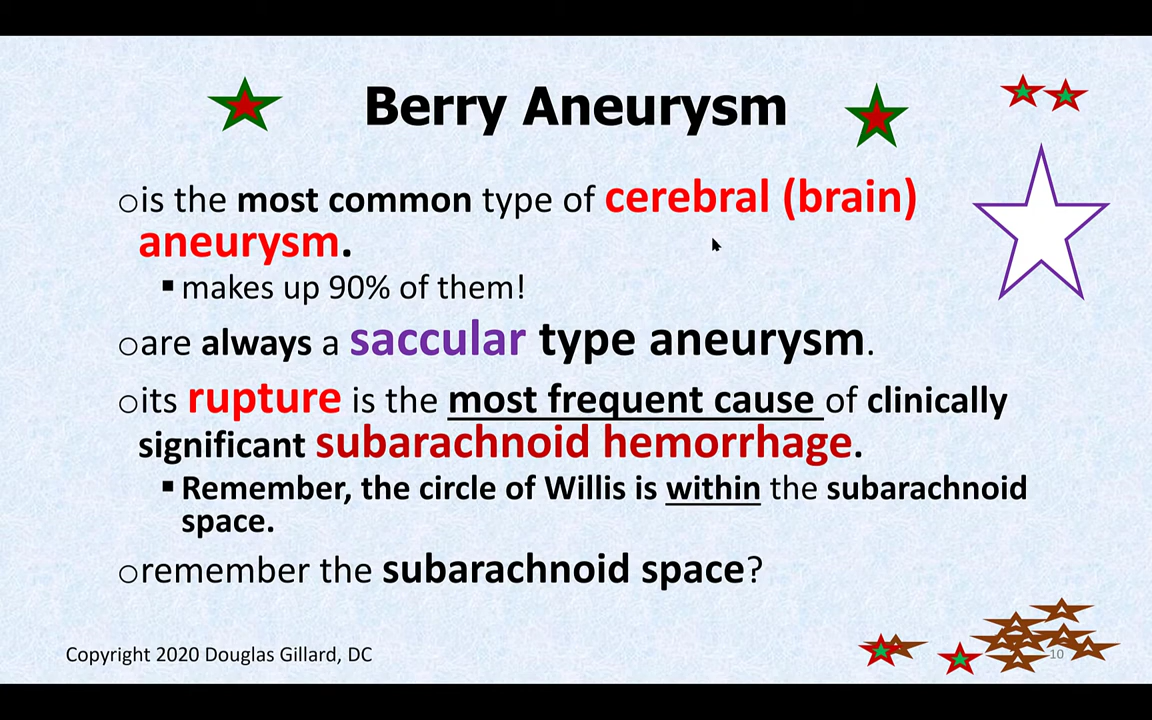 Berry Aneurysm
○is the most common type of cerebral (brain)
aneurysm.
▪makes up 90% of them!
○are always a saccular type aneurysm.
○its rupture is the most frequent cause of clinically
significant subarachnoid hemorrhage.
▪Remember, the circle of Willis is within the subarachnoid
space.
○remember the subarachnoid space?
Copyright 2020 Douglas Gillard, DC
10